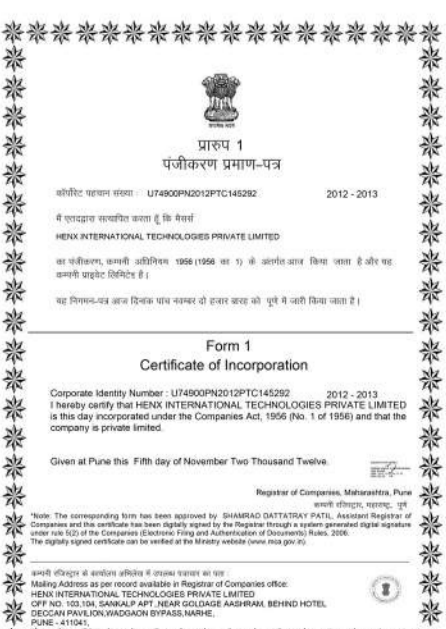 प्रारुप 1
पंजीकरण प्रमाण-पत्र
कॉर्पोरेट पहचान संख्या : U74900PN2012PTC145292 2012 - 2013
मैं एतदद्वारा सत्यापित करता हूँ कि मैसर्स
HENX INTERNATIONAL TECHNOLOGIES PRIVATE LIMITED
का पंजीकरण, कम्पनी अधिनियम 1956 (1956 का 1) के अंतर्गत आज किया जाता है और यह
कम्पनी प्राइवेट लिमिटेड है।
यह निगमन-पत्र आज दिनांक पांच नवम्बर दो हजार बारह को पूणे में जारी किया जाता है।
Form 1
Certificate of Incorporation
Corporate Identity Number : U74900PN2012PTC145292 2012 - 2013
I hereby certify that HENX INTERNATIONAL TECHNOLOGIES PRIVATE LIMITED
is this day incorporated under the Companies Act, 1956 (No. 1 of 1956) and that the
company is private limited.
Given at Pune this Fifth day of November Two Thousand Twelve.
Registrar of Companies, Maharashtra, Pune
कम्पनी रजिस्ट्रार, महाराष्ट्र, पूणे
*Note: The corresponding form has been approved by SHAMRAO DATTATRAY PATIL, Assistant Registrar of
Companies and this certificate has been digitally signed by the Registrar through a system generated digital signature
under rule 5(2) of the Companies (Electronic Filing and Authentication of Documents) Rules, 2006.
The digitally signed certificate can be verified at the Ministry website (www.mca.gov.in).
कम्पनी रजिस्ट्रार के कार्यालय अभिलेख में उपलब्ध पत्राचार का पता :
Mailing Address as per record available in Registrar of Companies office:
HENX INTERNATIONAL TECHNOLOGIES PRIVATE LIMITED
OFF NO. 103,104, SANKALP APT.,NEAR GOLDAGE AASHRAM, BEHIND HOTEL
DECCAN PAVILION,WADGAON BYPASS,NARHE,
PUNE - 411041,